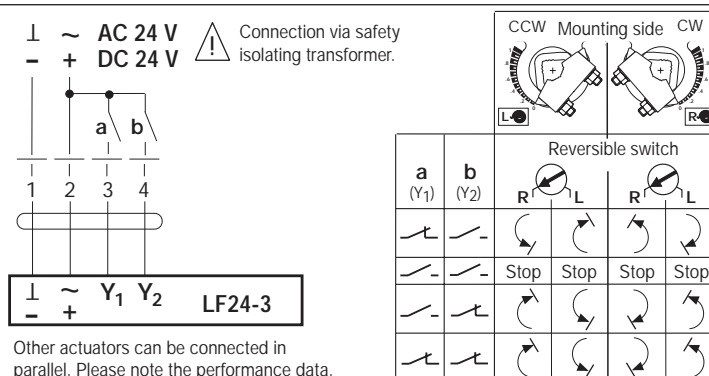 ⊥ ~ AC 24 V
– + DC 24 V
Connection via safety
isolating transformer.
a b
1 2 3 4
⊥ ~ Y1 Y2
– +
LF24-3
Other actuators can be connected in
parallel. Please note the performance data.
CCW Mounting side CW
L R
Reversible switch
a b
(Y1) (Y2)
R L R L
Stop Stop Stop Stop